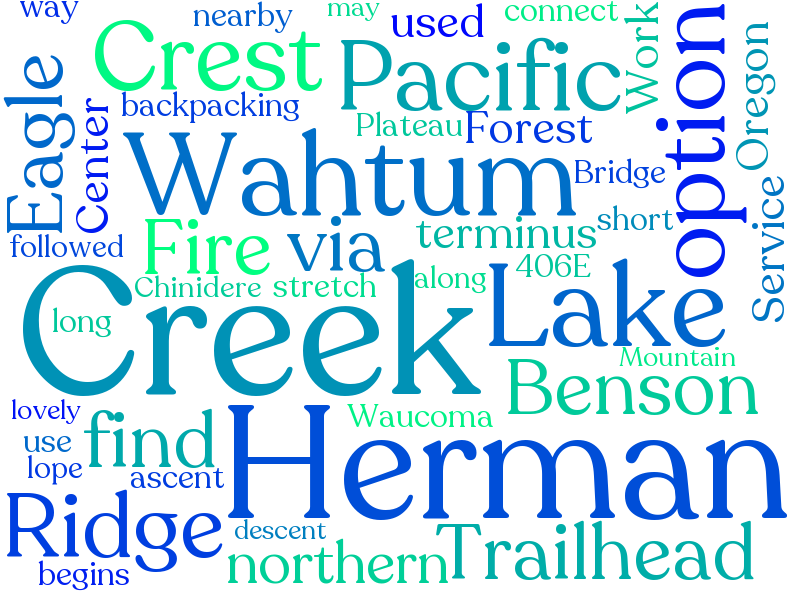 way
nearby
may
connect
used
Crest
Pacific
Work
option
Oregon
Eagle
Center
backpacking
Plateau
Forest
Wahtum
Bridge
Service
followed
Fire
via
terminus
short
406E
Chinidere
stretch
along
long
Creek
Lake
Mountain
Benson
lovely
find
Waucoma
Herman
use
lope
ascent
Ridge
descent
Trailhead
begins
northern